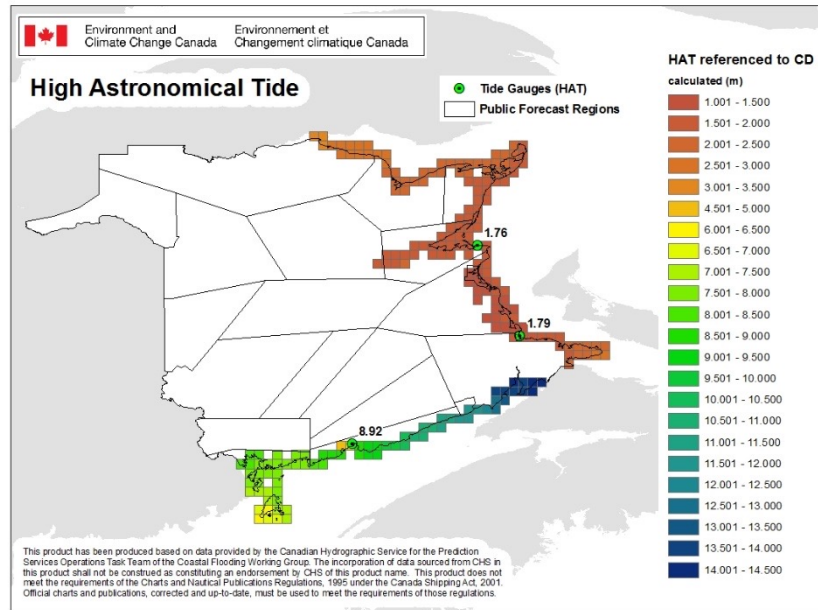 Environment and
Climate Change Canada
Environnement et
Changement climatique Canada
High Astronomical Tide
Tide Gauges (HAT)
Public Forecast Regions
HAT referenced to CD
calculated (m)
1.001 - 1.500
1.501 - 2.000
2.001 - 2.500
2.501 - 3.000
3.001 - 3.500
4.501 - 5.000
6.001 - 6.500
6.501 - 7.000
7.001 - 7.500
7.501 - 8.000
8.001 - 8.500
8.501 - 9.000
9.001 - 9.500
9.501 - 10.000
10.001 - 10.500
10.501 - 11.000
11.001 - 11.500
11.501 - 12.000
12.001 - 12.500
12.501 - 13.000
13.001 - 13.500
13.501 - 14.000
14.001 - 14.500
1.76
1.79
8.92
This product has been produced based on data provided by the Canadian Hydrographic Service for the Prediction
Services Operations Task Team of the Coastal Flooding Working Group. The incorporation of data sourced from CHS in
this product shall not be construed as constituting an endorsement by CHS of this product name. This product does not
meet the requirements of the Charts and Nautical Publications Regulations, 1995 under the Canada Shipping Act, 2001.
Official charts and publications, corrected and up-to-date, must be used to meet the requirements of those regulations.